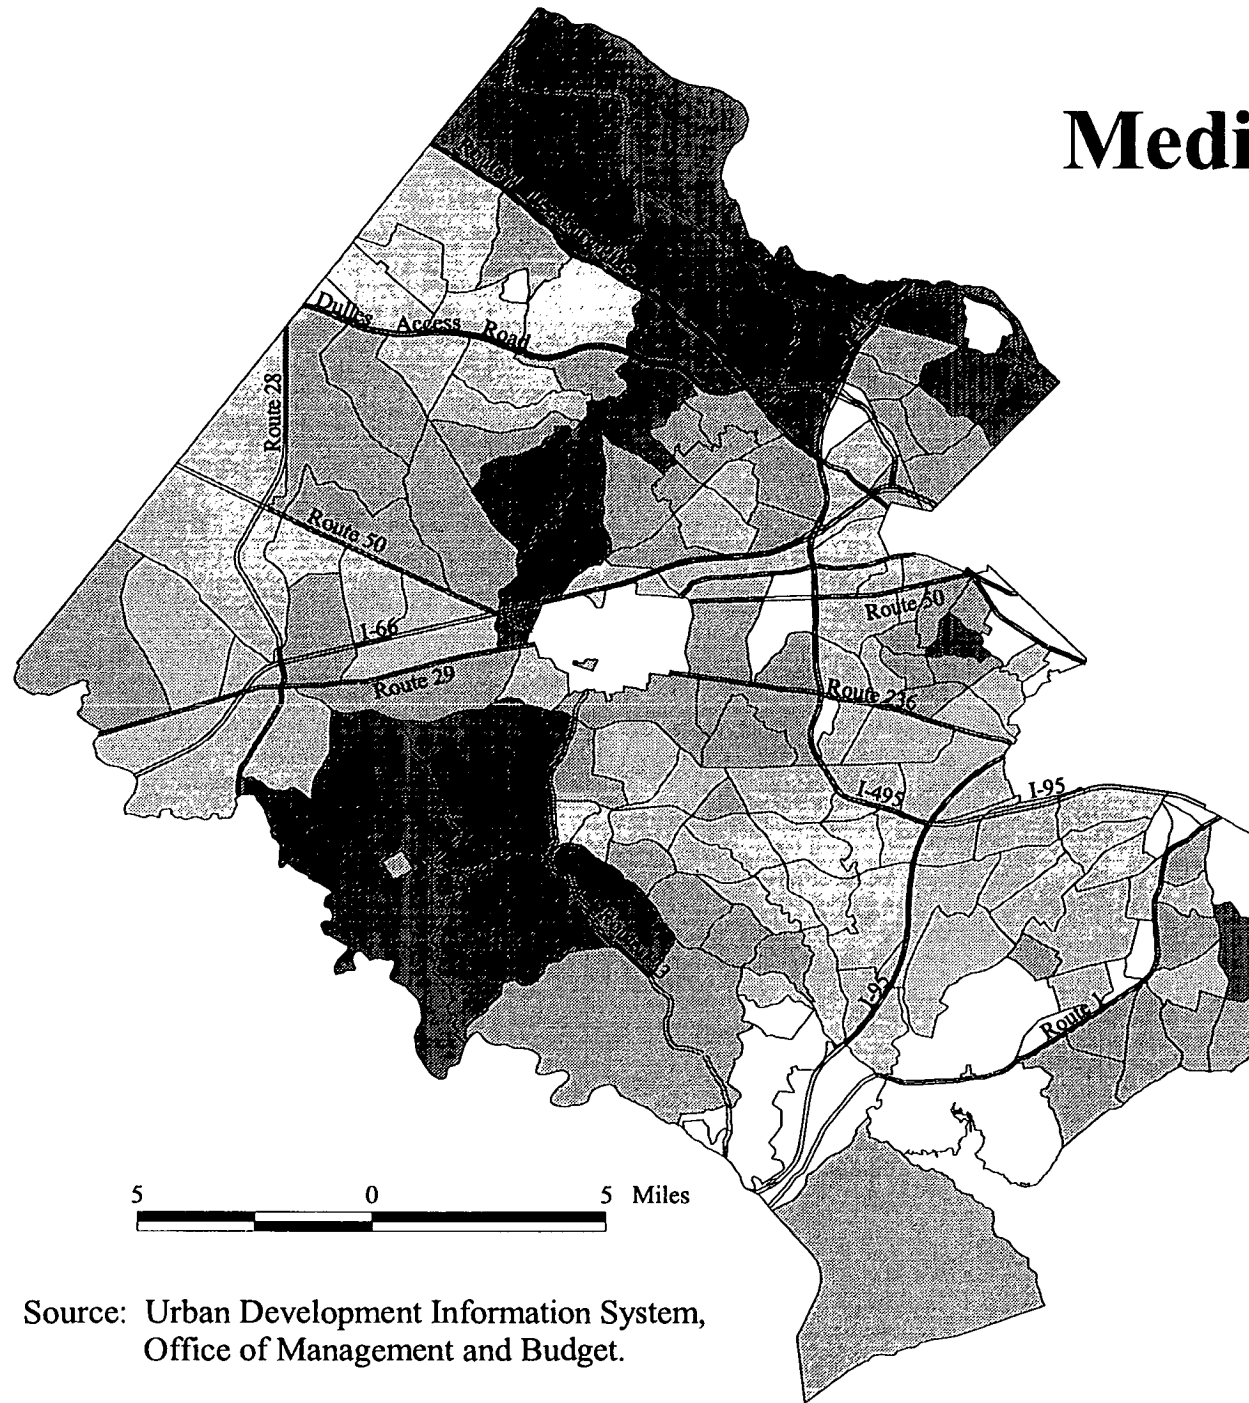 Medi
Dulles Access Road
Route 28
Route 50
I-66
Route 29
Route 50
Route 236
I-495
I-95
I-95
Route 1
5 0 5 Miles
Source: Urban Development Information System,
Office of Management and Budget.